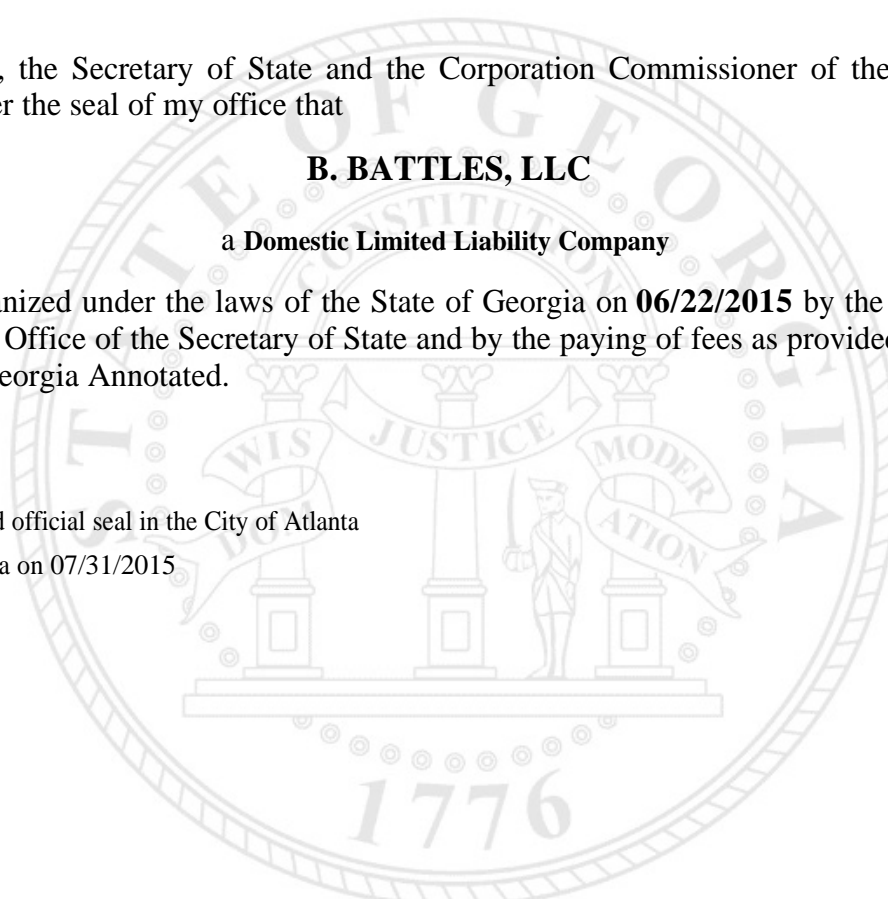 , the Secretary of State and the Corporation Commissioner of the
er the seal of my office that
B. BATTLES, LLC
a Domestic Limited Liability Company
anized under the laws of the State of Georgia on 06/22/2015 by the
Office of the Secretary of State and by the paying of fees as provided
eorgia Annotated.
d official seal in the City of Atlanta
a on 07/31/2015
STATE OF GEORGIA
CONSTITUTION
WISDOM
JUSTICE
MODERATION
1776